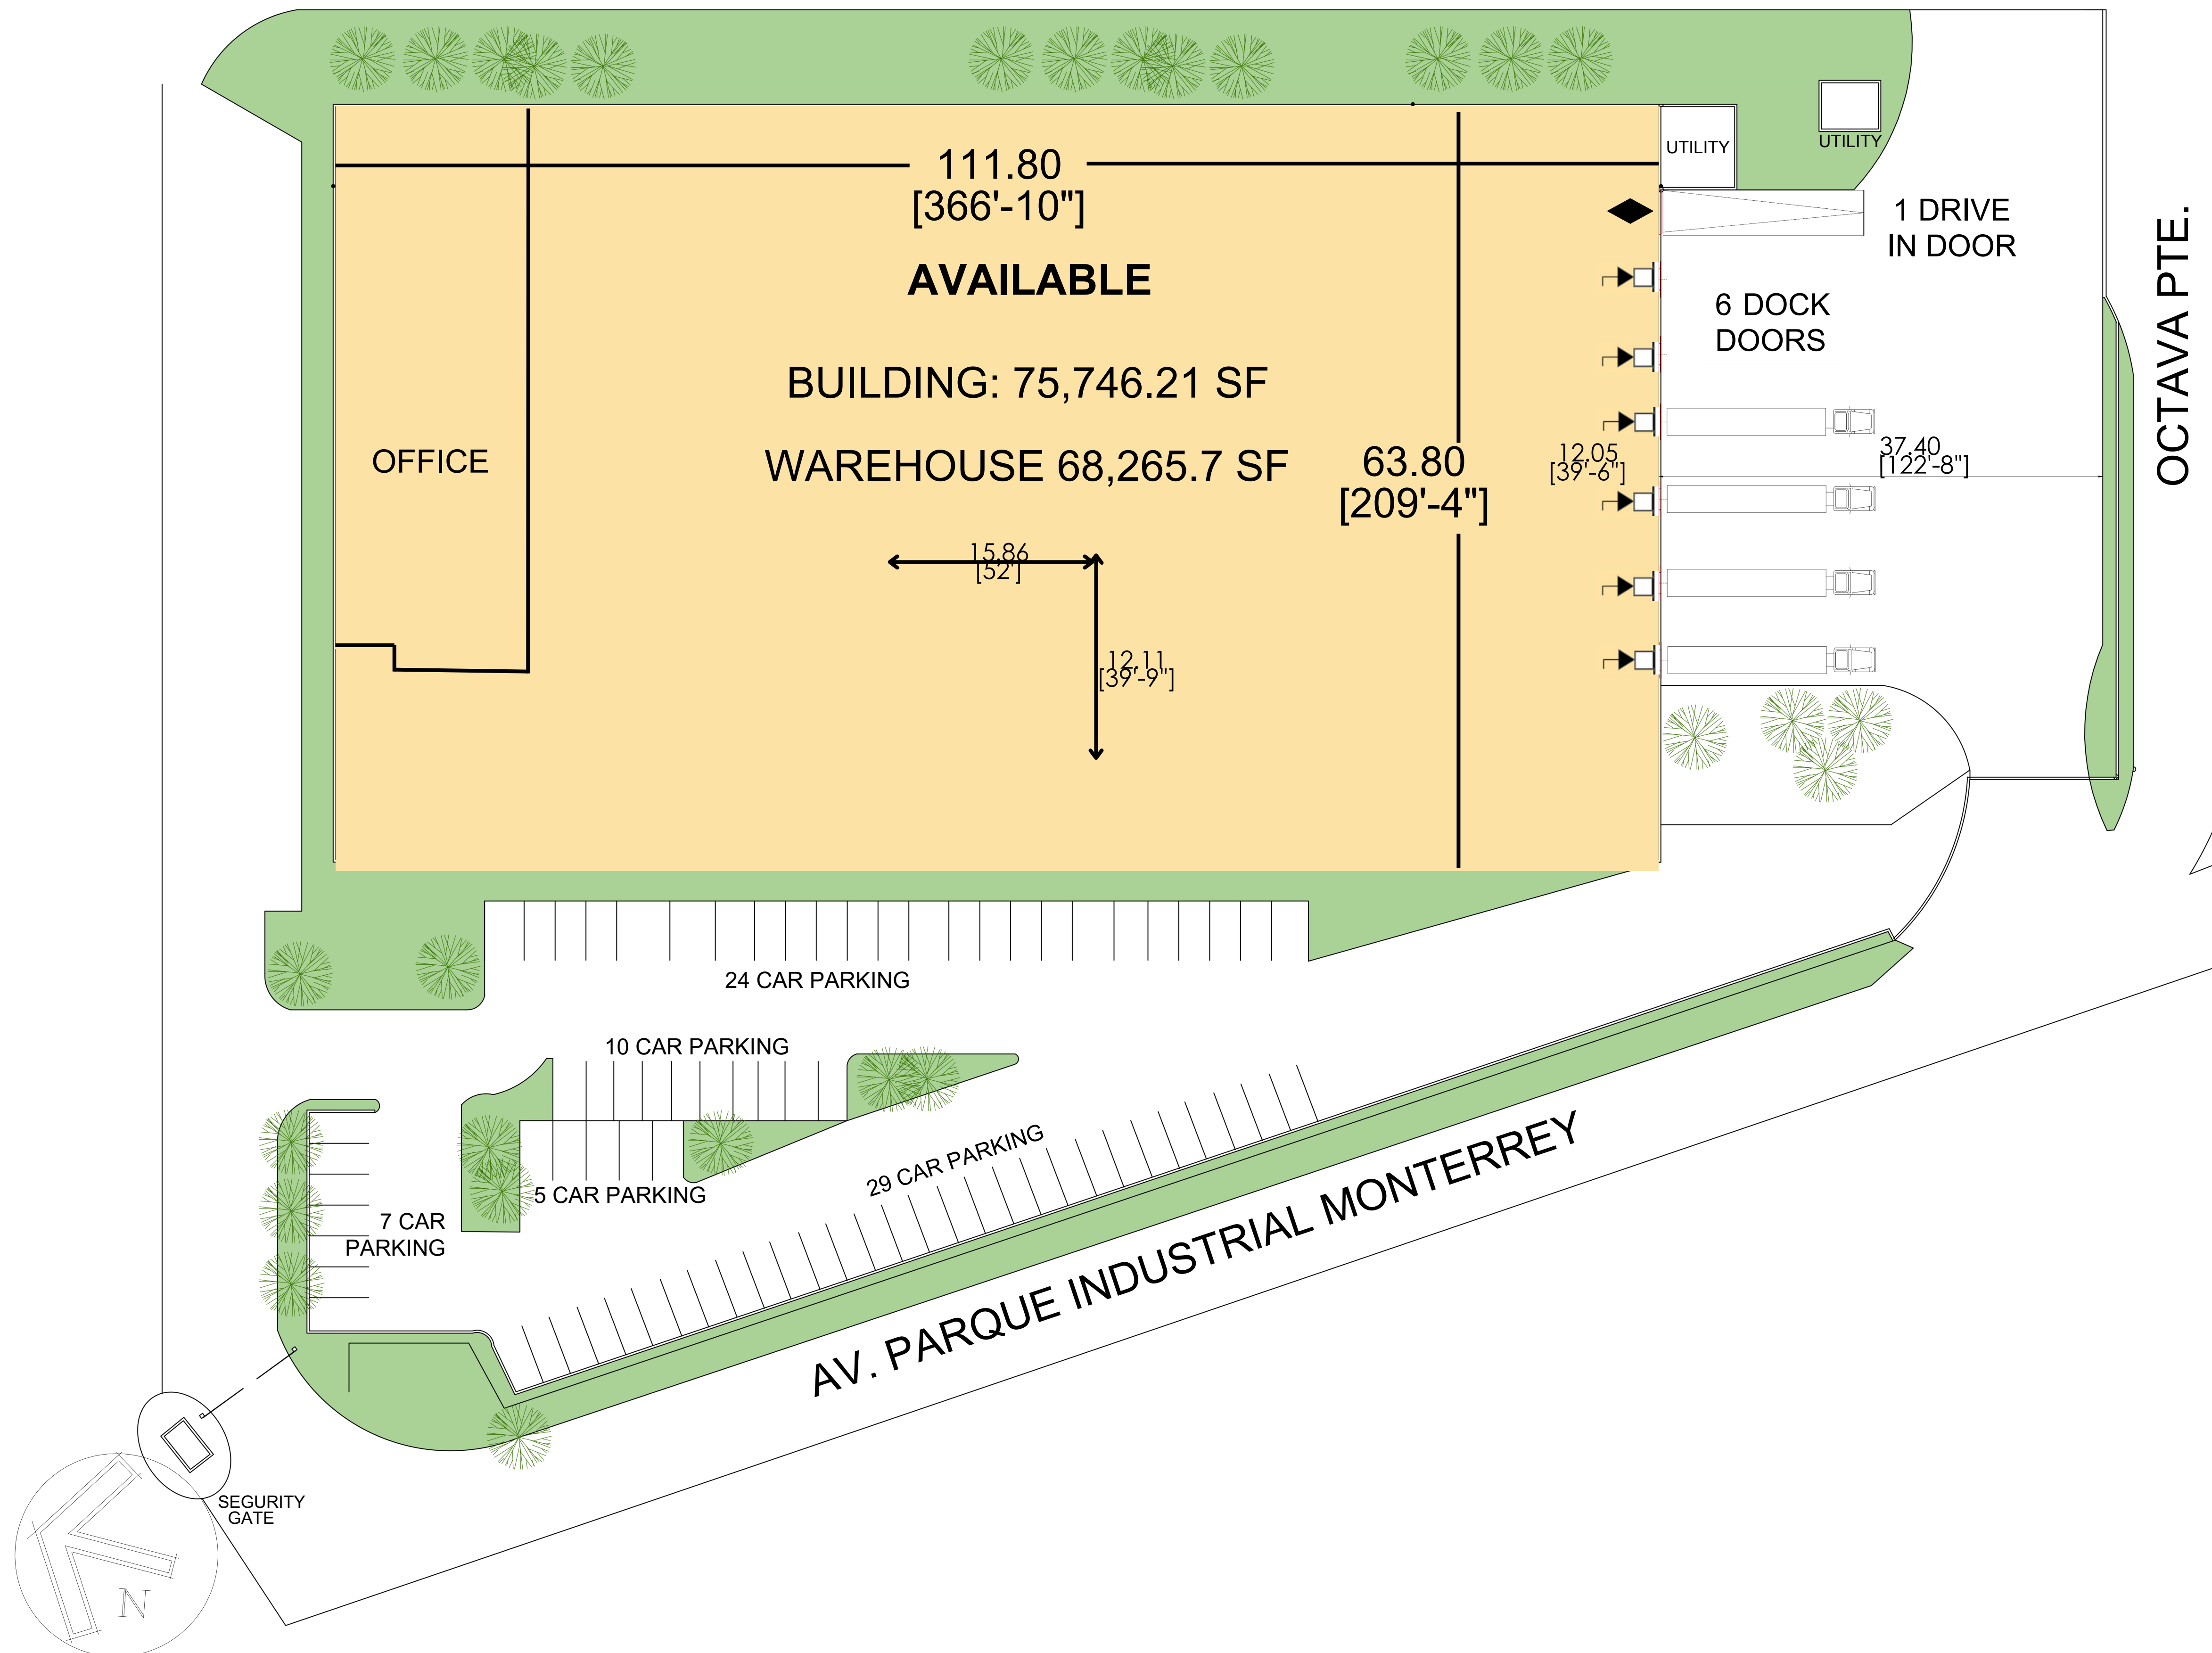 UTILITY
UTILITY
111.80
[366'-10"]
1 DRIVE
IN DOOR
OCTAVA PTE.
AVAILABLE
6 DOCK
DOORS
BUILDING: 75,746.21 SF
OFFICE
WAREHOUSE 68,265.7 SF
63.80
[209'-4"]
12.05
[39'-6"]
37.40
[122'-8"]
15.86
[52']
12.11
[39'-9"]
24 CAR PARKING
10 CAR PARKING
29 CAR PARKING
5 CAR PARKING
7 CAR
PARKING
AV. PARQUE INDUSTRIAL MONTERREY
SEGURITY
GATE
N